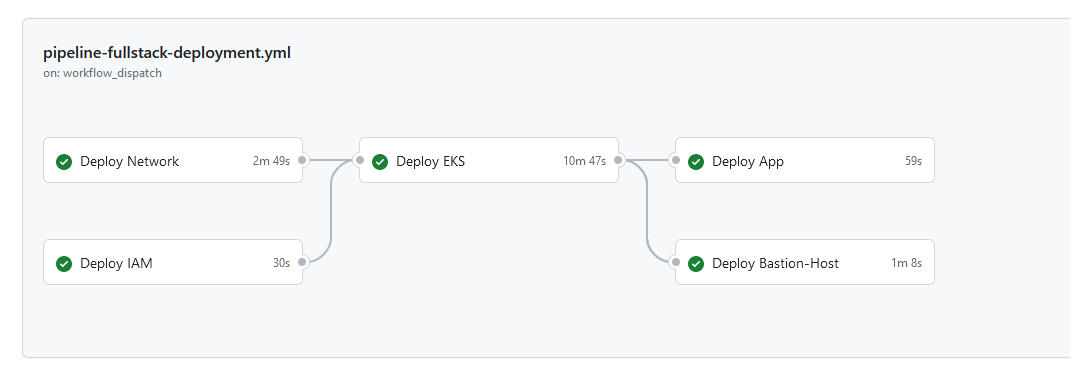 pipeline-fullstack-deployment.yml
on: workflow_dispatch
Deploy Network 2m 49s
Deploy EKS 10m 47s
Deploy App 59s
Deploy IAM 30s
Deploy Bastion-Host 1m 8s